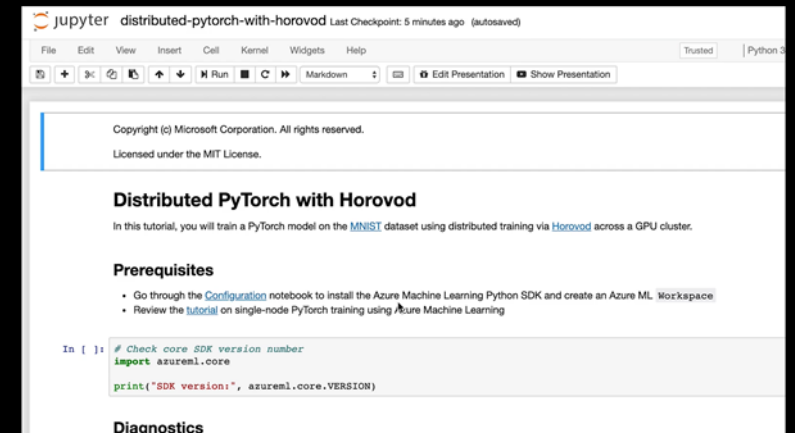 jupyter distributed-pytorch-with-horovod Last Checkpoint: 5 minutes ago (autosaved)
File Edit View Insert Cell Kernel Widgets Help Trusted Python 3
Run Markdown Edit Presentation Show Presentation
Copyright (c) Microsoft Corporation. All rights reserved.
Licensed under the MIT License.
Distributed PyTorch with Horovod
In this tutorial, you will train a PyTorch model on the MNIST dataset using distributed training via Horovod across a GPU cluster.
Prerequisites
• Go through the Configuration notebook to install the Azure Machine Learning Python SDK and create an Azure ML Workspace
• Review the tutorial on single-node PyTorch training using Azure Machine Learning
In [ ]: # Check core SDK version number
import azureml.core
print("SDK version:", azureml.core.VERSION)
Diagnostics